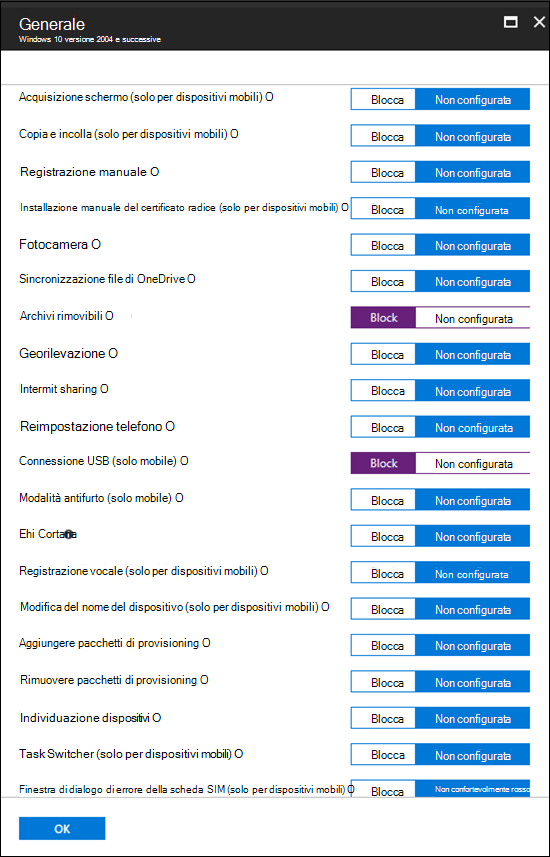 Generale
Windows 10 versione 2004 e successive
Acquisizione schermo (solo per dispositivi mobili) O Blocca Non configurata
Copia e incolla (solo per dispositivi mobili) O Blocca Non configurata
Registrazione manuale O Blocca Non configurata
Installazione manuale del certificato radice (solo per dispositivi mobili) O Blocca Non configurata
Fotocamera O Blocca Non configurata
Sincronizzazione file di OneDrive O Blocca Non configurata
Archivi rimovibili O Block Non configurata
Georilevazione O Blocca Non configurata
Intermit sharing O Blocca Non configurata
Reimpostazione telefono O Blocca Non configurata
Connessione USB (solo mobile) O Block Non configurata
Modalità antifurto (solo mobile) O Blocca Non configurata
Ehi Cortana Blocca Non configurata
Registrazione vocale (solo per dispositivi mobili) O Blocca Non configurata
Modifica del nome del dispositivo (solo per dispositivi mobili) O Blocca Non configurata
Aggiungere pacchetti di provisioning O Blocca Non configurata
Rimuovere pacchetti di provisioning O Blocca Non configurata
Individuazione dispositivi O Blocca Non configurata
Task Switcher (solo per dispositivi mobili) O Blocca Non configurata
Finestra di dialogo di errore della scheda SIM (solo per dispositivi mobili) O Blocca Non confortevolmente rosso
OK